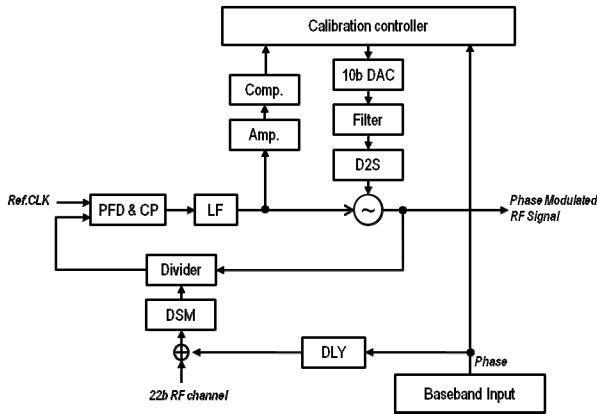 Calibration controller
Comp.
10b DAC
Amp.
Filter
D2S
Ref.CLK
PFD & CP
LF
~
Phase Modulated
RF Signal
Divider
DSM
DLY
Phase
22b RF channel
Baseband Input